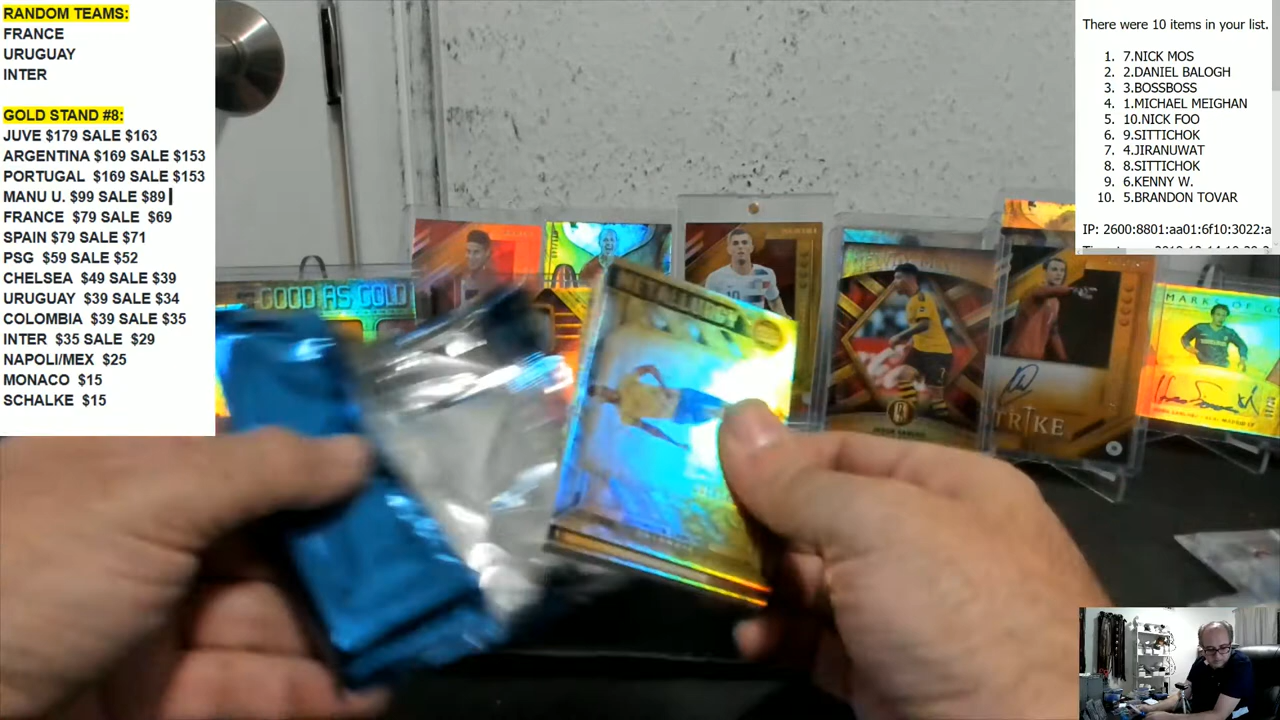 RANDOM TEAMS:
FRANCE
URUGUAY
INTER
GOLD STAND #8:
JUVE $179 SALE $163
ARGENTINA $169 SALE $153
PORTUGAL $169 SALE $153
MANU U. $99 SALE $89
FRANCE $79 SALE $69
SPAIN $79 SALE $71
PSG $59 SALE $52
CHELSEA $49 SALE $39
URUGUAY $39 SALE $34
COLOMBIA $39 SALE $35
INTER $35 SALE $29
NAPOLI/MEX $25
MONACO $15
SCHALKE $15
There were 10 items in your list.
1. 7.NICK MOS
2. 2.DANIEL BALOGH
3. 3.BOSSBOSS
4. 1.MICHAEL MEIGHAN
5. 10.NICK FOO
6. 9.SITTICHOK
7. 4.JIRANUWAT
8. 8.SITTICHOK
9. 6.KENNY W.
10. 5.BRANDON TOVAR
IP: 2600:8801:aa01:6f10:3022:a
GOOD AS GOLD
TRIKE
MARKS OF GO